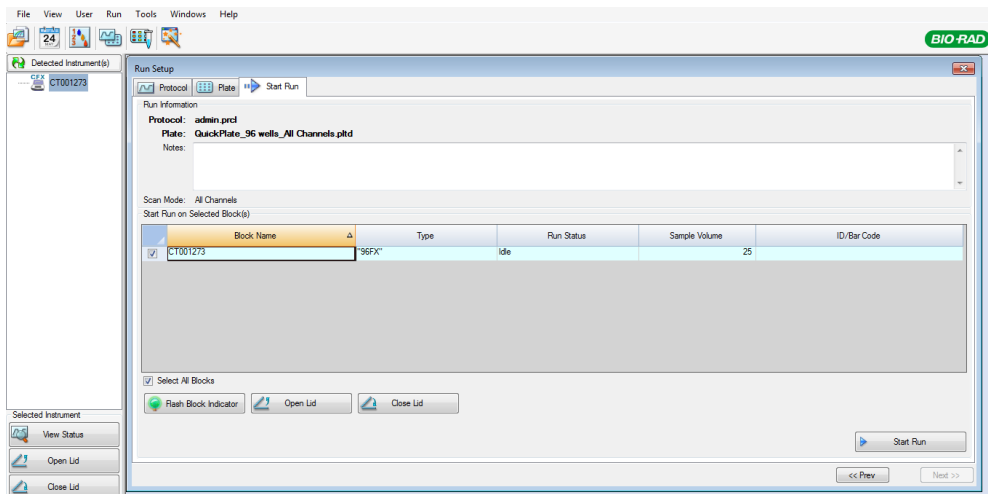 File View User Run Tools Windows Help
24
BIO-RAD
Detected Instrument(s)
CFX
CT001273
Run Setup
Protocol Plate Start Run
Run Information
Protocol: admin.prcl
Plate: QuickPlate_96 wells_All Channels.pltd
Notes:
Scan Mode: All Channels
Start Run on Selected Block(s)
Block Name Type Run Status Sample Volume ID/Bar Code
CT001273 "96FX" Idle 25
Select All Blocks
Flash Block Indicator Open Lid Close Lid
Start Run
<< Prev Next >>
Selected Instrument
View Status
Open Lid
Close Lid